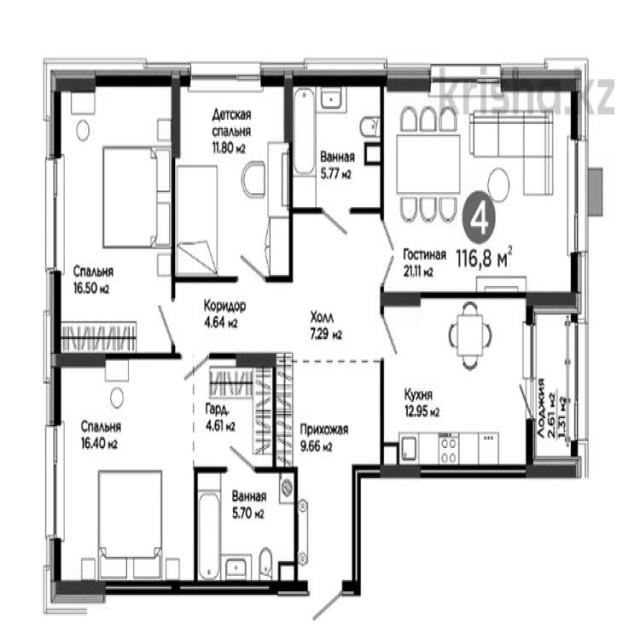 krisha.kz
Детская
спальня
11.80 м2
Ванная
5.77 м2
4
116,8 м2
Гостиная
21.11 м2
Спальня
16.50 м2
Коридор
4.64 м2
Холл
7.29 м2
Кухня
12.95 м2
Лоджия
2.61 м2
1.31 м2
Спальня
16.40 м2
Гард.
4.61 м2
Прихожая
9.66 м2
Ванная
5.70 м2